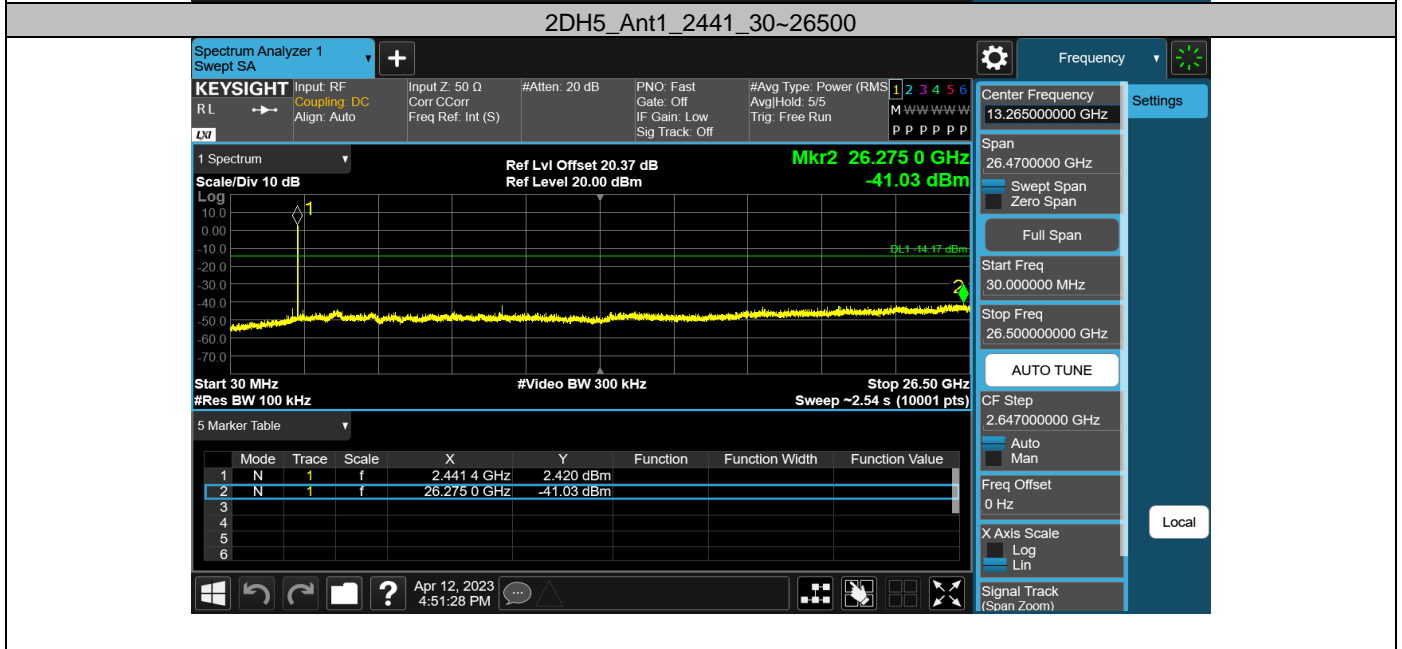 2DH5_Ant1_2441_30~26500
Spectrum Analyzer 1
Swept SA
+
Frequency
KEYSIGHT
RL
LXI
Input: RF
Coupling: DC
Align: Auto
Input Z: 50 Ω
Corr CCorr
Freq Ref: Int (S)
#Atten: 20 dB
PNO: Fast
Gate: Off
IF Gain: Low
Sig Track: Off
#Avg Type: Power (RMS
Avg|Hold: 5/5
Trig: Free Run
1 2 3 4 5 6
M W W W W W
P P P P P P
1 Spectrum
Scale/Div 10 dB
Ref Lvl Offset 20.37 dB
Ref Level 20.00 dBm
Mkr2 26.275 0 GHz
-41.03 dBm
Log
10.0
0.00
-10.0
-20.0
-30.0
-40.0
-50.0
-60.0
-70.0
1
DL1 -14.17 dBm
2
Start 30 MHz
#Video BW 300 kHz
Stop 26.50 GHz
#Res BW 100 kHz
Sweep ~2.54 s (10001 pts)
5 Marker Table
Mode Trace Scale X Y Function Function Width Function Value
1 N 1 f 2.441 4 GHz 2.420 dBm
2 N 1 f 26.275 0 GHz -41.03 dBm
3
4
5
6
?
Apr 12, 2023
4:51:28 PM
Center Frequency
13.265000000 GHz
Settings
Span
26.4700000 GHz
Swept Span
Zero Span
Full Span
Start Freq
30.000000 MHz
Stop Freq
26.500000000 GHz
AUTO TUNE
CF Step
2.647000000 GHz
Auto
Man
Freq Offset
0 Hz
X Axis Scale
Log
Lin
Local
Signal Track
(Span Zoom)